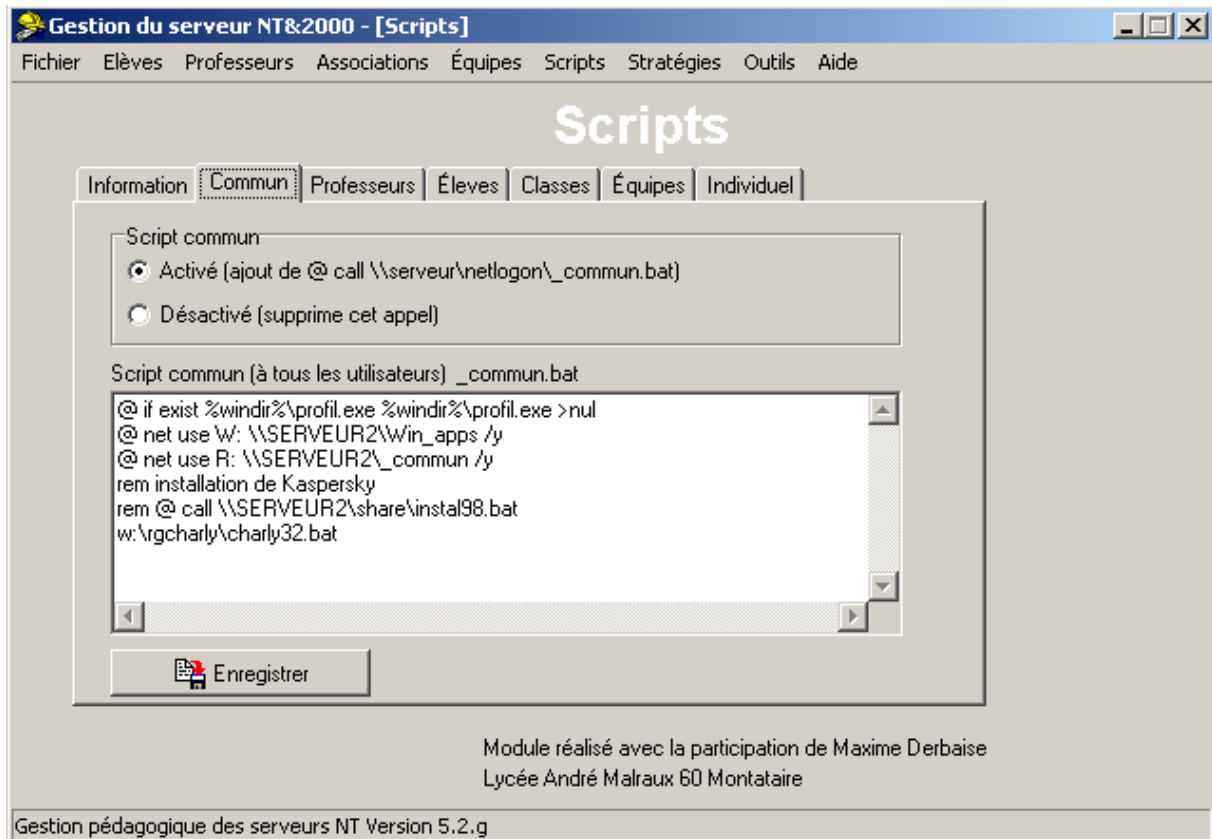 Gestion du serveur NT&2000 - [Scripts]
Fichier Elèves Professeurs Associations Équipes Scripts Stratégies Outils Aide
Scripts
Information Commun Professeurs Éleves Classes Équipes Individuel
Script commun
Activé (ajout de @ call \\serveur\netlogon\_commun.bat)
Désactivé (supprime cet appel)
Script commun (à tous les utilisateurs) _commun.bat
@ if exist %windir%\profil.exe %windir%\profil.exe >nul
@ net use W: \\SERVEUR2\Win_apps /y
@ net use R: \\SERVEUR2\_commun /y
rem installation de Kaspersky
rem @ call \\SERVEUR2\share\instal98.bat
w:\rgcharly\charly32.bat
Enregistrer
Module réalisé avec la participation de Maxime Derbaise
Lycée André Malraux 60 Montataire
Gestion pédagogique des serveurs NT Version 5.2.g